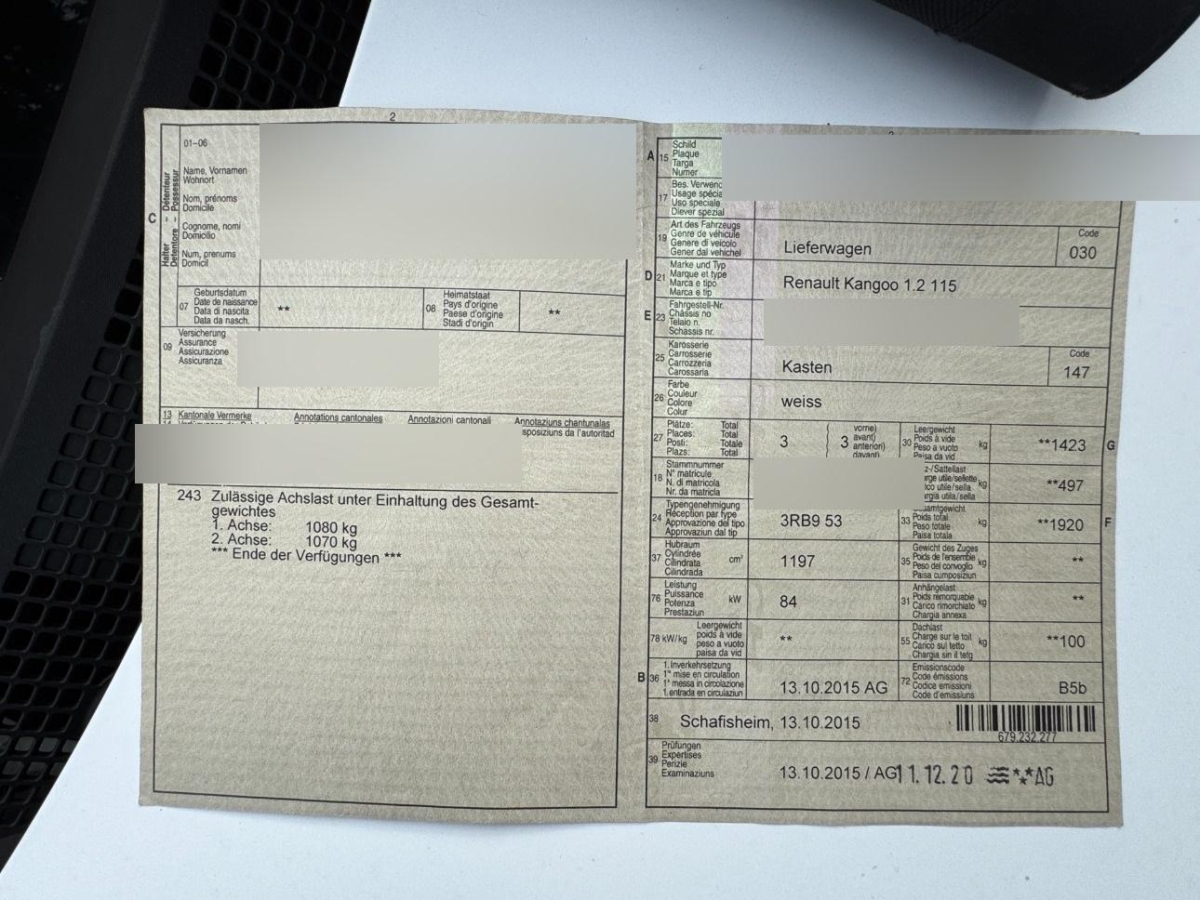 2
01-06
C
Halter - Détenteur
Detentore - Possessur
Name, Vornamen
Wohnort
Nom, prénoms
Domicile
Cognome, nomi
Domicilio
Num, prenums
Domicil
07
Geburtsdatum
Date de naissance
Data di nascita
Data da nasch.
**
08
Heimatstaat
Pays d'origine
Paese d'origine
Stadi d'origin
**
09
Versicherung
Assurance
Assicurazione
Assicuranza
13 Kantonale Vermerke Annotations cantonales Annotazioni cantonali Annotaziuns chantunalas
sposiziuns da l'autoritad
243 Zulässige Achslast unter Einhaltung des Gesamt-
gewichtes
1. Achse: 1080 kg
2. Achse: 1070 kg
*** Ende der Verfügungen ***
A 15
Schild
Plaque
Targa
Numer
17
Bes. Verwend
Usage spécia
Uso speciale
Diever spezial
19
Art des Fahrzeugs
Genre de véhicule
Genere di veicolo
Gener dal vehichel
Lieferwagen
Code
030
D 21
Marke und Typ
Marque et type
Marca e tipo
Marca e tip
Renault Kangoo 1.2 115
E 23
Fahrgestell-Nr.
Châssis no
Telaio n.
Schassis nr.
25
Karosserie
Carrosserie
Carrozzeria
Carossaria
Kasten
Code
147
26
Farbe
Couleur
Colore
Colur
weiss
27
Plätze: Total
Places: Total
Posti: Totale
Plazs: Total
3
3
vorne)
avant)
anteriori)
davant)
30
Leergewicht
Poids à vide
Peso a vuoto
Paisa da vid
kg
**1423
G
18
Stammnummer
N° matricule
N. di matricola
Nr. da matricla
z-/Sattellast
rge utile/sellette
ico utile/sella
rgia utila/sella
kg
**497
24
Typengenehmigung
Réception par type
Approvazione del tipo
Approvaziun dal tip
3RB9 53
33
samtgewicht
Poids total
Peso totale
Paisa totala
kg
**1920
F
37
Hubraum
Cylindrée
Cilindrata
Cilindrada
cm³
1197
35
Gewicht des Zuges
Poids de l'ensemble
Peso del convoglio
Paisa cumposiziun
kg
**
76
Leistung
Puissance
Potenza
Prestaziun
kW
84
31
Anhängelast
Poids remorquable
Carico rimorchiato
Chargia annexa
kg
**
78 kW/kg
Leergewicht
poids à vide
peso a vuoto
paisa da vid
**
55
Dachlast
Charge sur le toit
Carico sul tetto
Chargia sin il tetg
kg
**100
B 36
1. Inverkehrsetzung
1re mise en circulation
1a messa in circolazione
1. entrada en circulaziun
13.10.2015 AG
72
Emissionscode
Code émissions
Codice emissioni
Code d'emissiuns
B5b
38
Schafisheim, 13.10.2015
679.232.277
39
Prüfungen
Expertises
Perizie
Examinaziuns
13.10.2015 / AG 11.12.20 AG